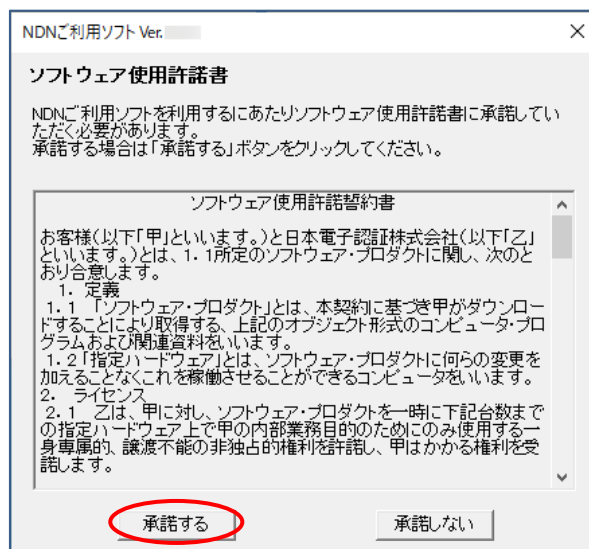 NDNご利用ソフト Ver.
ソフトウェア使用許諾書
NDNご利用ソフトを利用するにあたりソフトウェア使用許諾書に承諾してい
ただく必要があります。
承諾する場合は「承諾する」ボタンをクリックしてください。
ソフトウェア使用許諾誓約書
お客様(以下「甲」といいます。)と日本電子認証株式会社(以下「乙」
といいます。)とは、1. 1所定のソフトウェア・プロダクトに関し、次のと
おり合意します。
1. 定義
1. 1 「ソフトウェア・プロダクト」とは、本契約に基づき甲がダウンロー
ドすることにより取得する、上記のオブジェクト形式のコンピュータ・プロ
グラムおよび関連資料をいいます。
1. 2「指定ハードウェア」とは、ソフトウェア・プロダクトに何らの変更を
加えることなくこれを稼働させることができるコンピュータをいいます。
2. ライセンス
2. 1 乙は、甲に対し、ソフトウェア・プロダクトを一時に下記台数まで
の指定ハードウェア上で甲の内部業務目的のためにのみ使用する一
身専属的、譲渡不能の非独占的権利を許諾し、甲はかかる権利を受
諾します。
承諾する
承諾しない